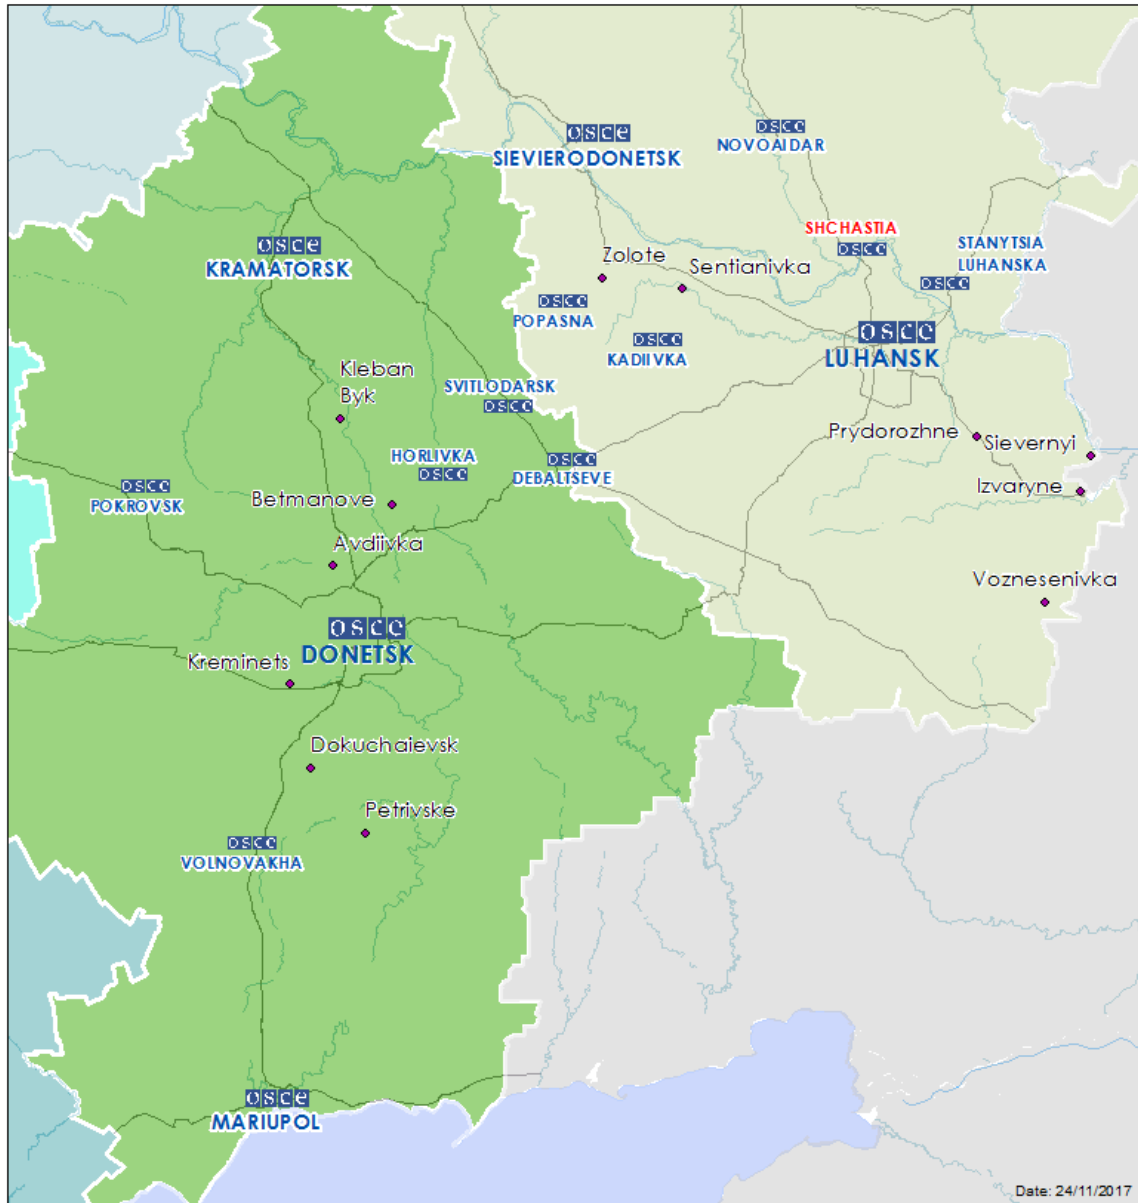 osce
SIEVIERODONETSK
osce
NOVOAIDAR
SHCHASTIA
osce
STANYTSIA
LUHANSKA
osce
osce
KRAMATORSK
Zolote
Sentianivka
osce
POPASNA
osce
KADIIVKA
osce
LUHANSK
Kleban
Byk
SVITLODARSK
osce
Prydorozhne
Sievernyi
HORLIVKA
osce
osce
DEBALTSEVE
Izvaryne
osce
POKROVSK
Betmanove
Avdiivka
Voznesenivka
osce
DONETSK
Kreminets
Dokuchaievsk
Petrivske
osce
VOLNOVAKHA
osce
MARIUPOL
Date: 24/11/2017